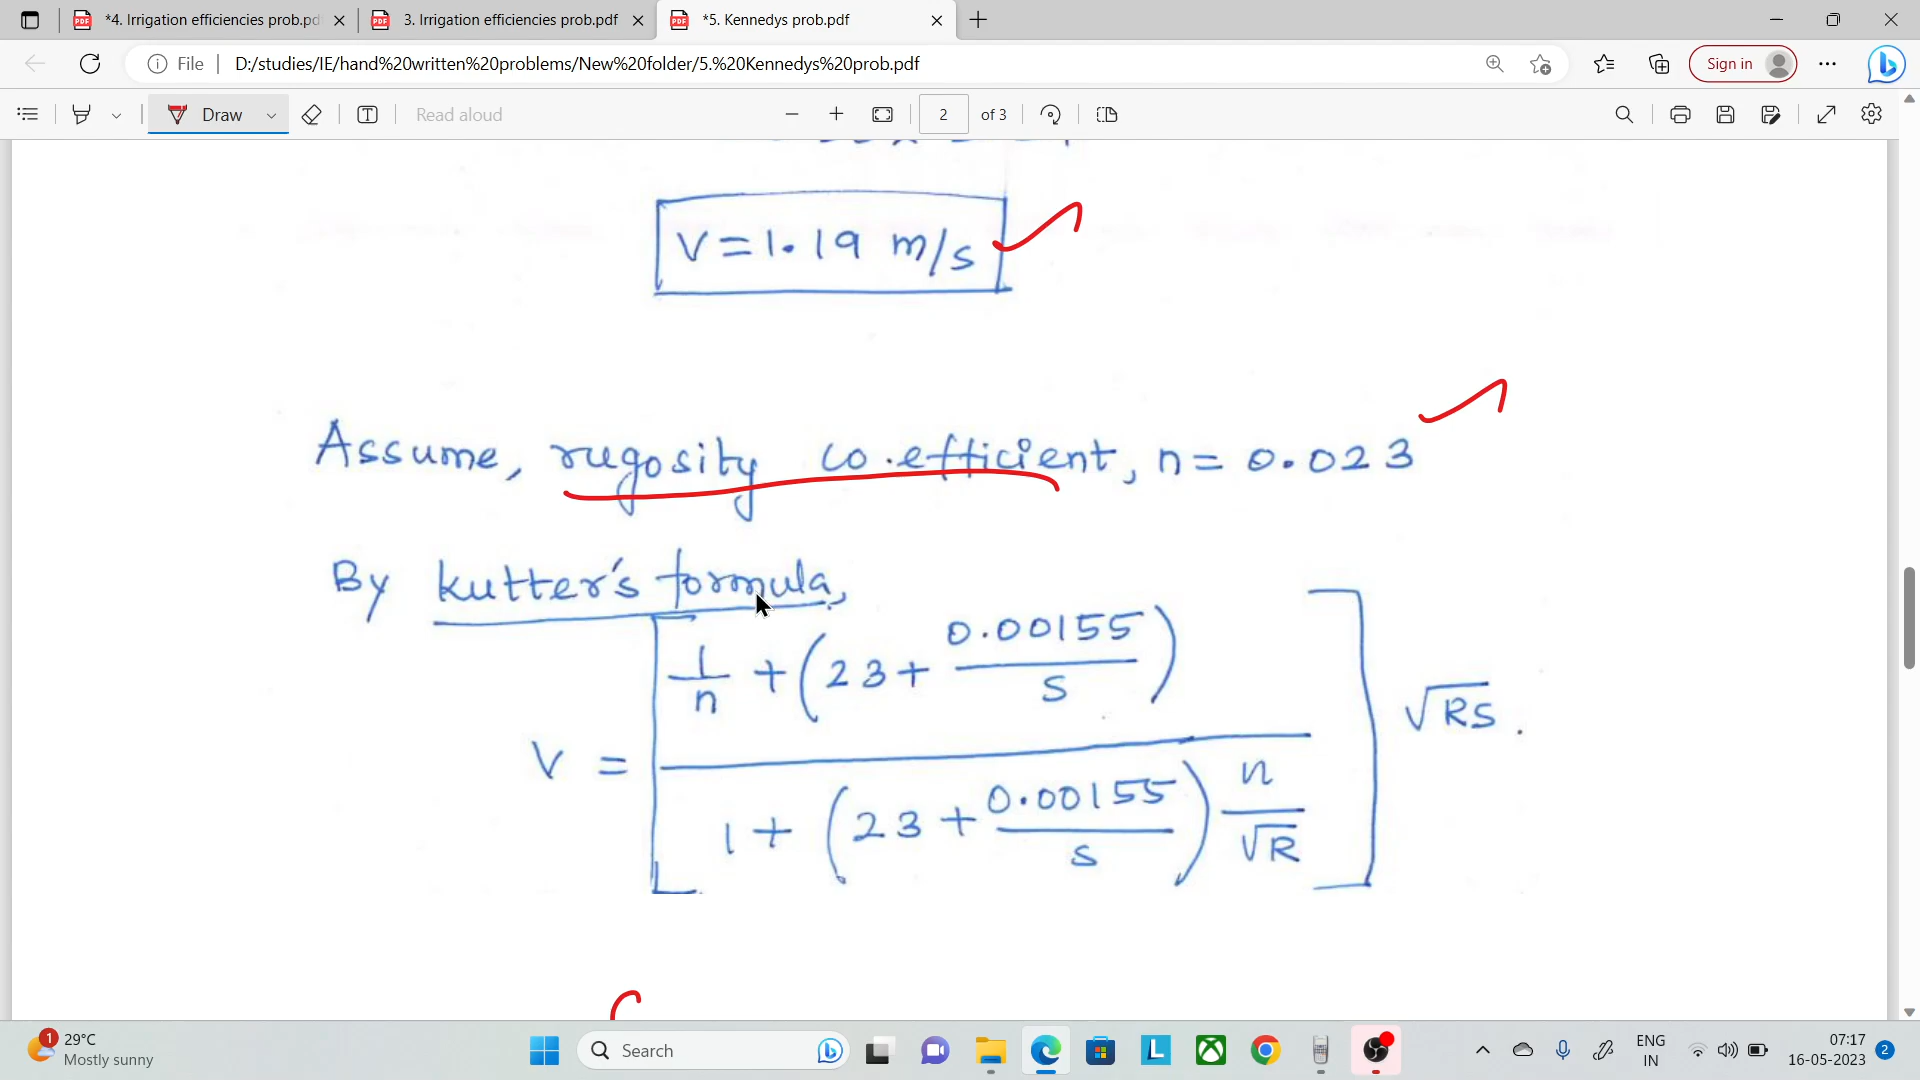 *4. Irrigation efficiencies prob.pd
3. Irrigation efficiencies prob.pdf
*5. Kennedys prob.pdf
File
D:/studies/IE/hand%20written%20problems/New%20folder/5.%20Kennedys%20prob.pdf
Sign in
Draw
Read aloud
2 of 3
V = 1.19 m/s
Assume, rugosity co.efficient, n = 0.023
By kutter's formula,
V = [ 1/n + (23 + 0.00155/S) / 1 + (23 + 0.00155/S) n/√R ] √RS .
1 29°C
Mostly sunny
Search
ENG
IN
07:17
16-05-2023
2